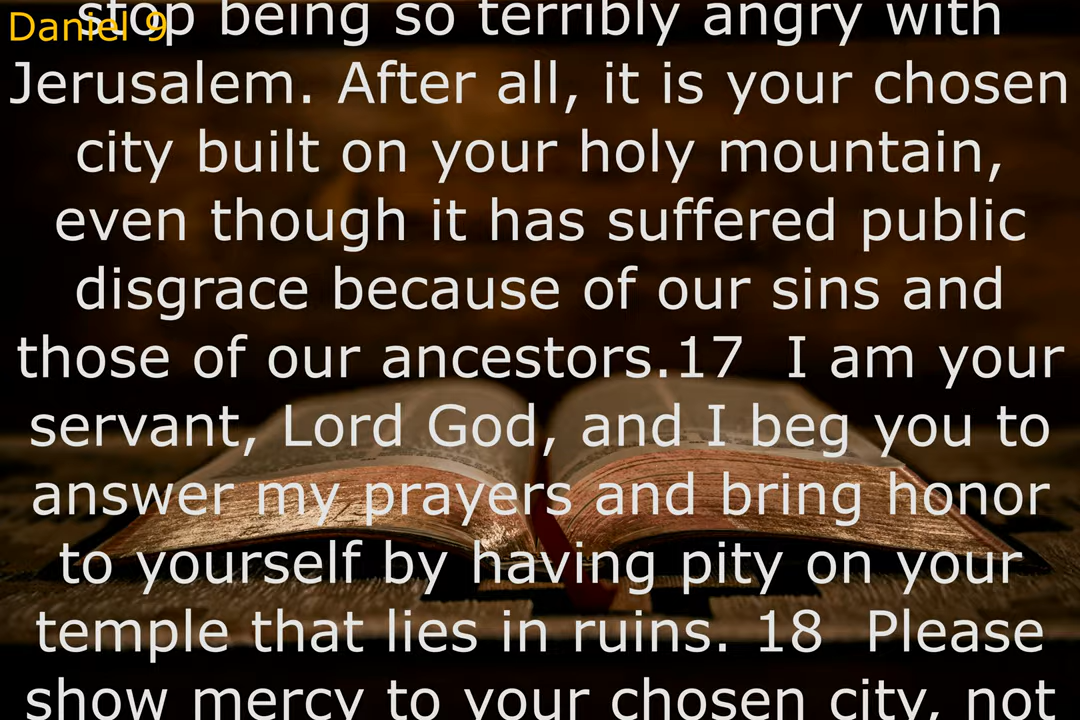 Daniel 9
stop being so terribly angry with
Jerusalem. After all, it is your chosen
city built on your holy mountain,
even though it has suffered public
disgrace because of our sins and
those of our ancestors.17 I am your
servant, Lord God, and I beg you to
answer my prayers and bring honor
to yourself by having pity on your
temple that lies in ruins. 18 Please
show mercy to your chosen city, not